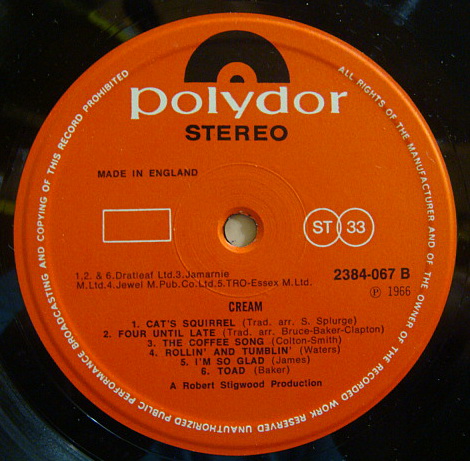 polydor
STEREO
MADE IN ENGLAND
ST 33
1,2. & 6.Dratleaf Ltd.3.Jamarnie
M.Ltd.4.Jewel M.Pub.Co.Ltd.5.TRO-Essex M.Ltd.
2384-067 B
℗ 1966
CREAM
1. CAT'S SQUIRREL (Trad. arr. S. Splurge)
2. FOUR UNTIL LATE (Trad. arr. Bruce-Baker-Clapton)
3. THE COFFEE SONG (Colton-Smith)
4. ROLLIN' AND TUMBLIN' (Waters)
5. I'M SO GLAD (James)
6. TOAD (Baker)
A Robert Stigwood Production
ALL RIGHTS OF THE MANUFACTURER AND OF THE OWNER OF THE RECORDED WORK RESERVED UNAUTHORIZED PUBLIC PERFORMANCE BROADCASTING AND COPYING OF THIS RECORD PROHIBITED